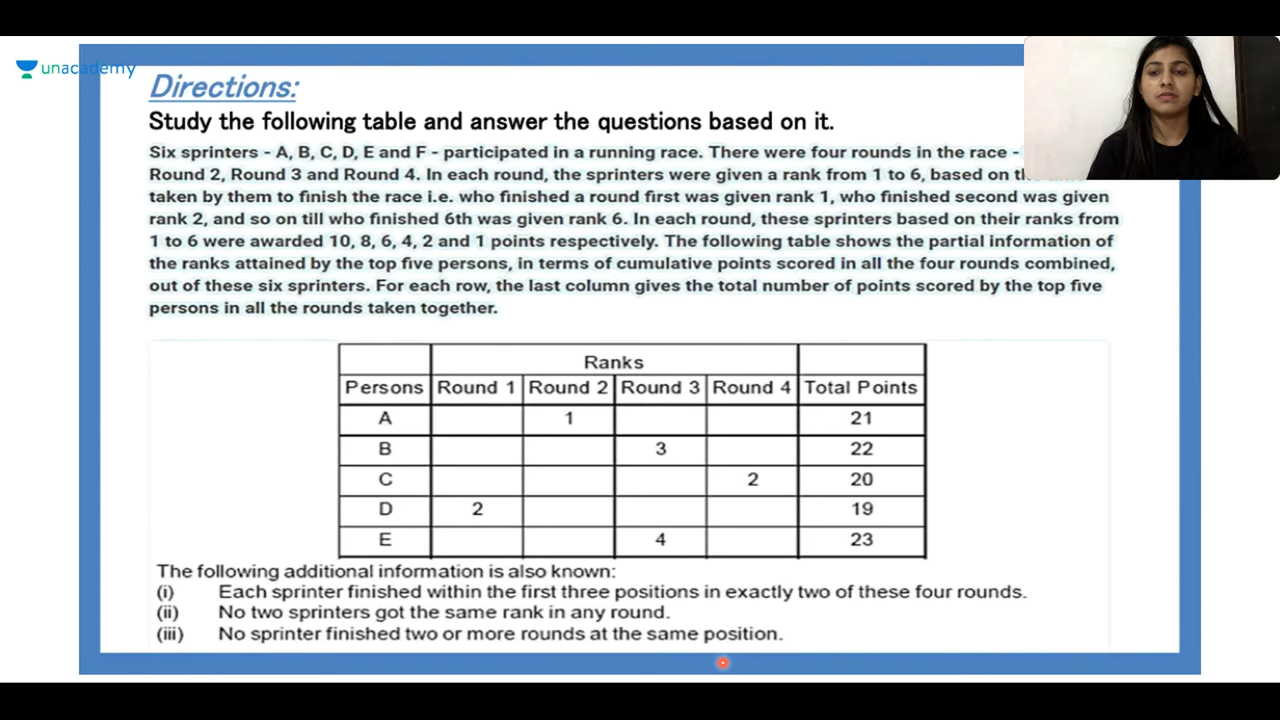 unacademy
Directions:
Study the following table and answer the questions based on it.
Six sprinters - A, B, C, D, E and F - participated in a running race. There were four rounds in the race -
Round 2, Round 3 and Round 4. In each round, the sprinters were given a rank from 1 to 6, based on
taken by them to finish the race i.e. who finished a round first was given rank 1, who finished second was given
rank 2, and so on till who finished 6th was given rank 6. In each round, these sprinters based on their ranks from
1 to 6 were awarded 10, 8, 6, 4, 2 and 1 points respectively. The following table shows the partial information of
the ranks attained by the top five persons, in terms of cumulative points scored in all the four rounds combined,
out of these six sprinters. For each row, the last column gives the total number of points scored by the top five
persons in all the rounds taken together.
Ranks
Persons Round 1 Round 2 Round 3 Round 4 Total Points
A 1 21
B 3 22
C 2 20
D 2 19
E 4 23
The following additional information is also known:
(i) Each sprinter finished within the first three positions in exactly two of these four rounds.
(ii) No two sprinters got the same rank in any round.
(iii) No sprinter finished two or more rounds at the same position.